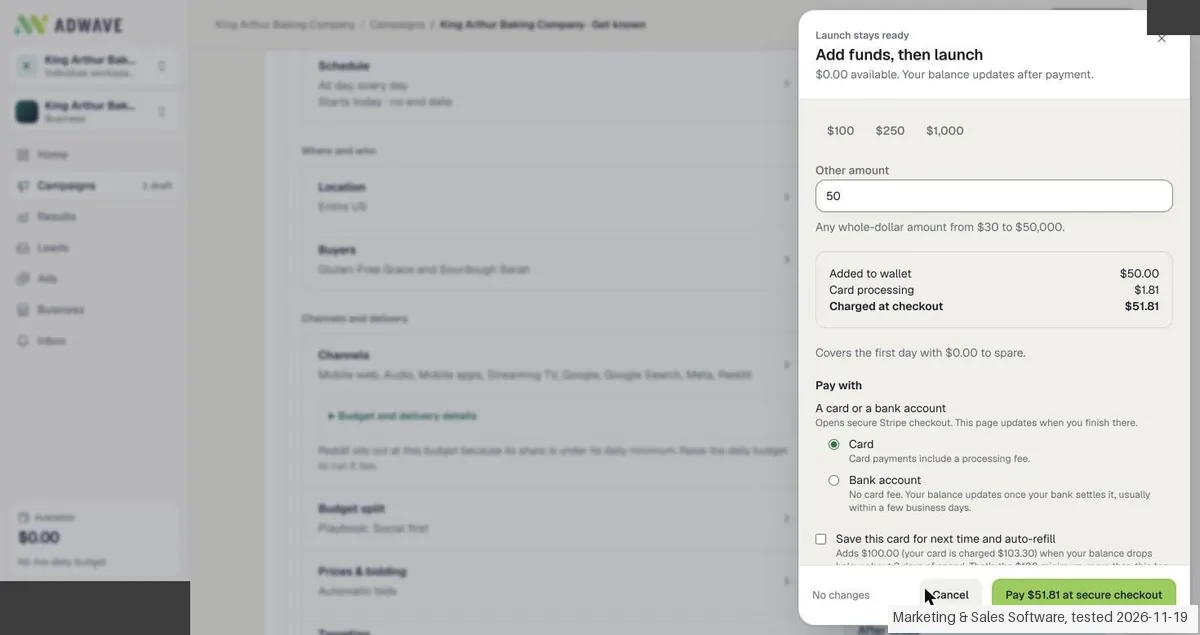 ADWAVE
King Arthur Bak...
Individual workspa...
King Arthur Bak...
Business
Home
Campaigns
1 draft
Results
Leads
Ads
Business
Inbox
Available
$0.00
No live daily budget
King Arthur Baking Company / Campaigns / King Arthur Baking Company · Get known
Schedule
All day, every day
Starts today · no end date
Where and who
Location
Entire US
Buyers
Gluten-Free Grace and Sourdough Sarah
Channels and delivery
Channels
Mobile web, Audio, Mobile apps, Streaming TV, Google, Google Search, Meta, Reddit
Budget and delivery details
Reddit sits out at this budget because its share is under its daily minimum. Raise the daily budget
to run it too.
Budget split
Playbook: Social first
Prices & bidding
Automatic bids
Targeting
Launch stays ready
Add funds, then launch
$0.00 available. Your balance updates after payment.
$100 $250 $1,000
Other amount
50
Any whole-dollar amount from $30 to $50,000.
Added to wallet $50.00
Card processing $1.81
Charged at checkout $51.81
Covers the first day with $0.00 to spare.
Pay with
A card or a bank account
Opens secure Stripe checkout. This page updates when you finish there.
Card
Card payments include a processing fee.
Bank account
No card fee. Your balance updates once your bank settles it, usually
within a few business days.
Save this card for next time and auto-refill
Adds $100.00 (your card is charged $103.30) when your balance drops
No changes
Cancel
Pay $51.81 at secure checkout
Marketing & Sales Software, tested 2026-11-19